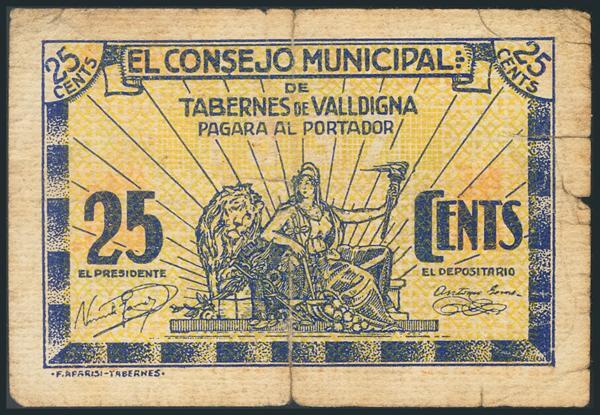 25 CENTS
EL CONSEJO MUNICIPAL
25 CENTS
DE
TABERNES DE VALLDIGNA
PAGARA AL PORTADOR
25 CENTS
EL PRESIDENTE
EL DEPOSITARIO
·F.AFARISI-TABERNES·